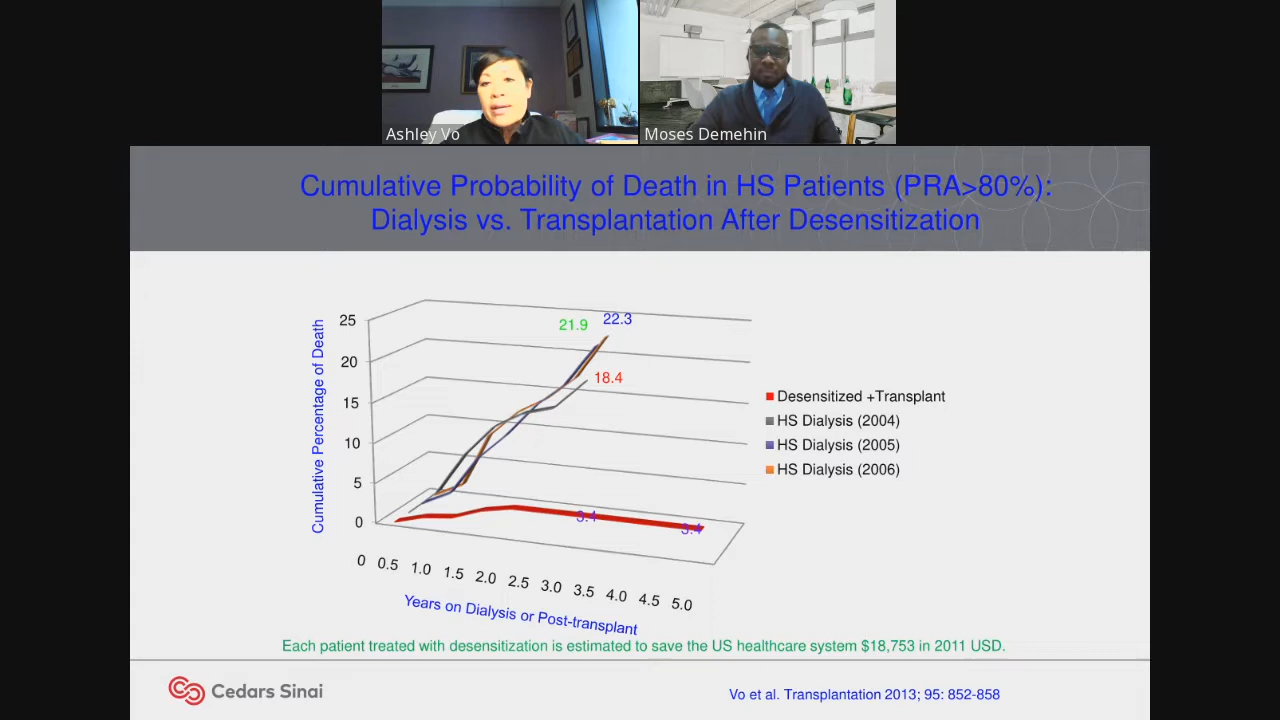 Ashley Vo
Moses Demehin
Cumulative Probability of Death in HS Patients (PRA>80%):
Dialysis vs. Transplantation After Desensitization
Cumulative Percentage of Death
25
20
15
10
5
0
21.9
22.3
18.4
3.4
3.4
0 0.5 1.0 1.5 2.0 2.5 3.0 3.5 4.0 4.5 5.0
Years on Dialysis or Post-transplant
Desensitized +Transplant
HS Dialysis (2004)
HS Dialysis (2005)
HS Dialysis (2006)
Each patient treated with desensitization is estimated to save the US healthcare system $18,753 in 2011 USD.
Cedars Sinai
Vo et al. Transplantation 2013; 95: 852-858